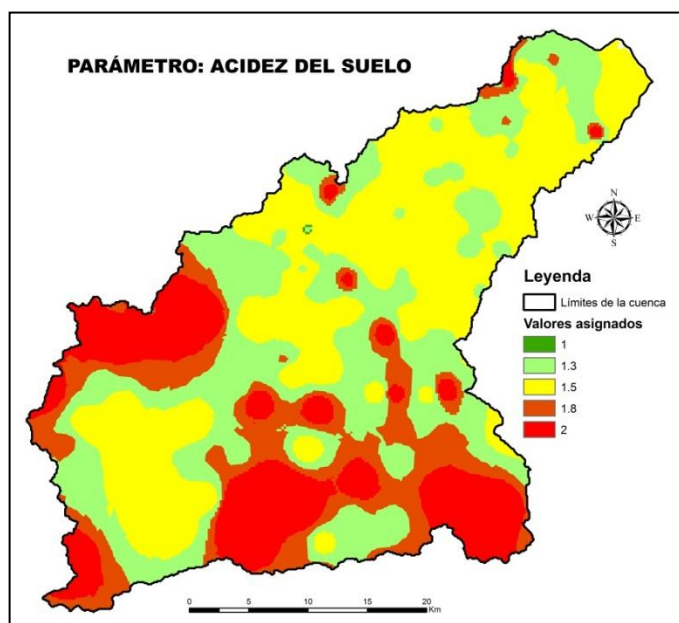 PARÁMETRO: ACIDEZ DEL SUELO
N
W E
S
Leyenda
Límites de la cuenca
Valores asignados
1
1.3
1.5
1.8
2
0 5 10 15 20
Km